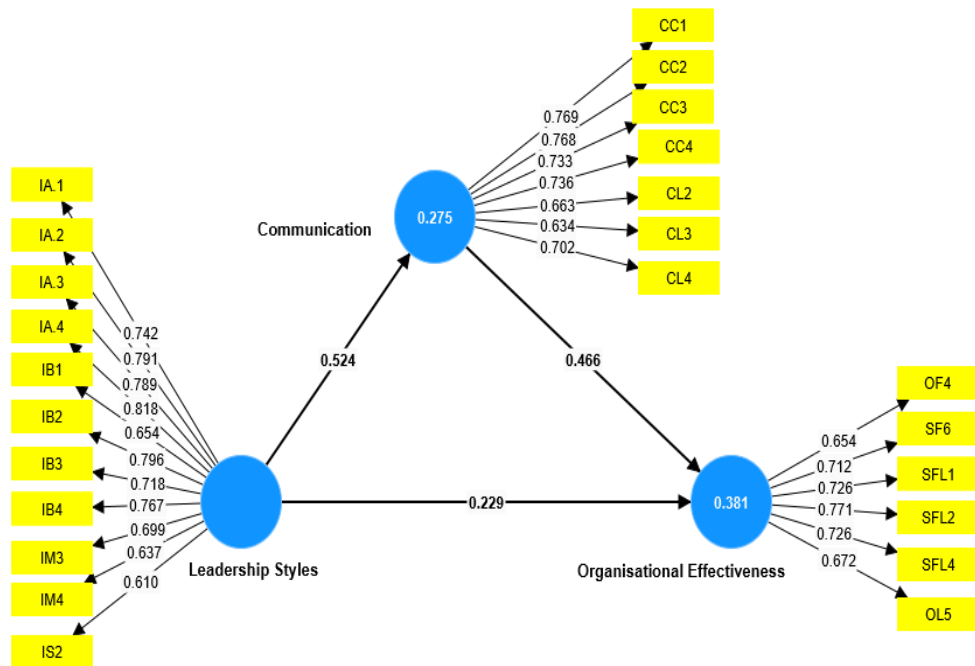 CC1
CC2
CC3
CC4
CL2
CL3
CL4
0.769
0.768
0.733
0.736
0.663
0.634
0.702
0.275
Communication
IA.1
IA.2
IA.3
IA.4
IB1
IB2
IB3
IB4
IM3
IM4
IS2
0.742
0.791
0.789
0.818
0.654
0.796
0.718
0.767
0.699
0.637
0.610
0.524
0.466
0.229
Leadership Styles
0.381
Organisational Effectiveness
0.654
0.712
0.726
0.771
0.726
0.672
OF4
SF6
SFL1
SFL2
SFL4
OL5